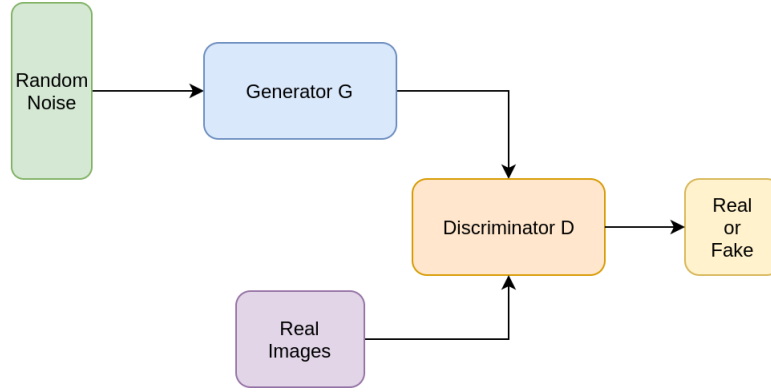 Random
Noise
Generator G
Discriminator D
Real
or
Fake
Real
Images